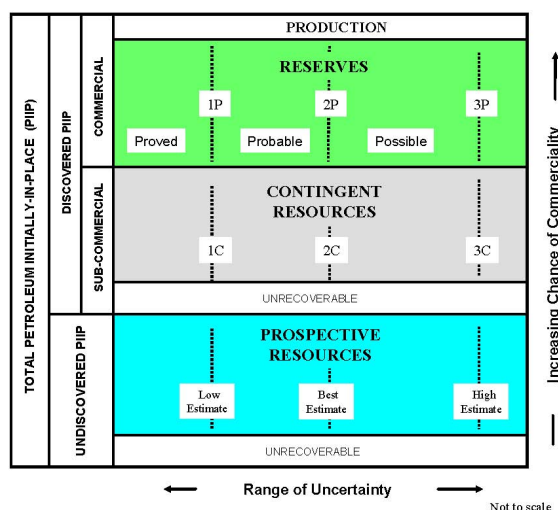 TOTAL PETROLEUM INITIALLY-IN-PLACE (PIIP)
DISCOVERED PIIP
UNDISCOVERED PIIP
COMMERCIAL
SUB-COMMERCIAL
PRODUCTION
RESERVES
1P
2P
3P
Proved
Probable
Possible
CONTINGENT
RESOURCES
1C
2C
3C
UNRECOVERABLE
PROSPECTIVE
RESOURCES
Low
Estimate
Best
Estimate
High
Estimate
UNRECOVERABLE
Increasing Chance of Commerciality
Range of Uncertainty
Not to scale